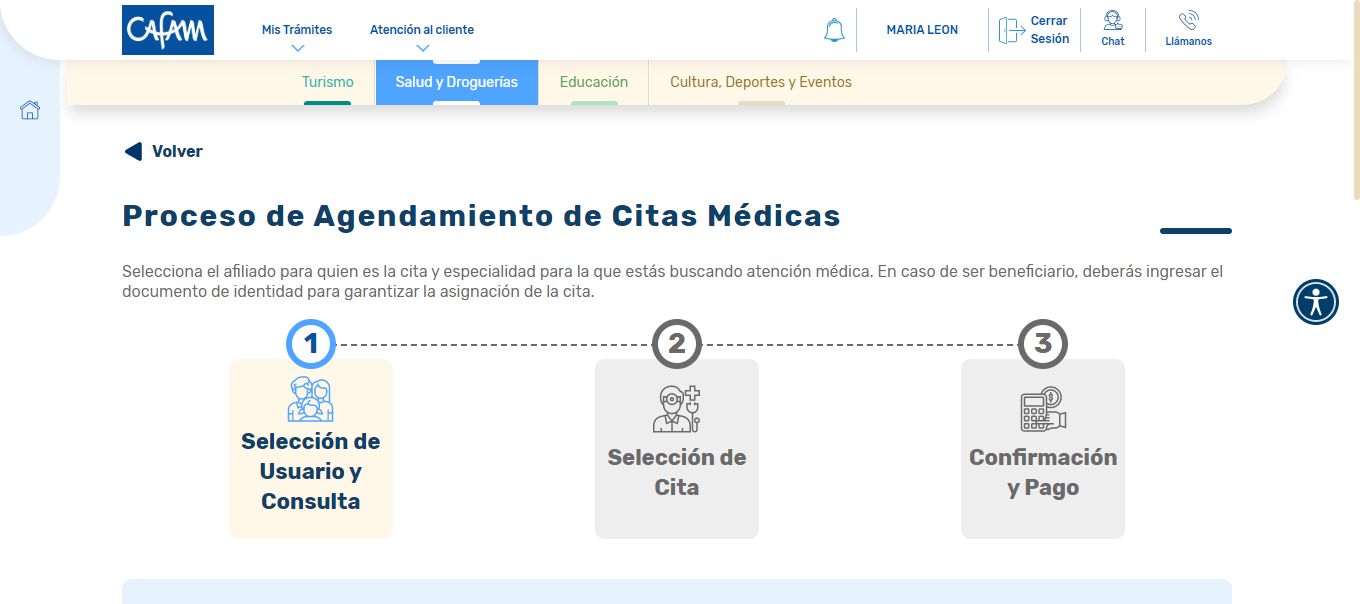 CAFAM
Mis Trámites
Atención al cliente
MARIA LEON
Cerrar
Sesión
Chat
Llámanos
Turismo
Salud y Droguerías
Educación
Cultura, Deportes y Eventos
Volver
Proceso de Agendamiento de Citas Médicas
Selecciona el afiliado para quien es la cita y especialidad para la que estás buscando atención médica. En caso de ser beneficiario, deberás ingresar el
documento de identidad para garantizar la asignación de la cita.
1
Selección de
Usuario y
Consulta
2
Selección de
Cita
3
Confirmación
y Pago